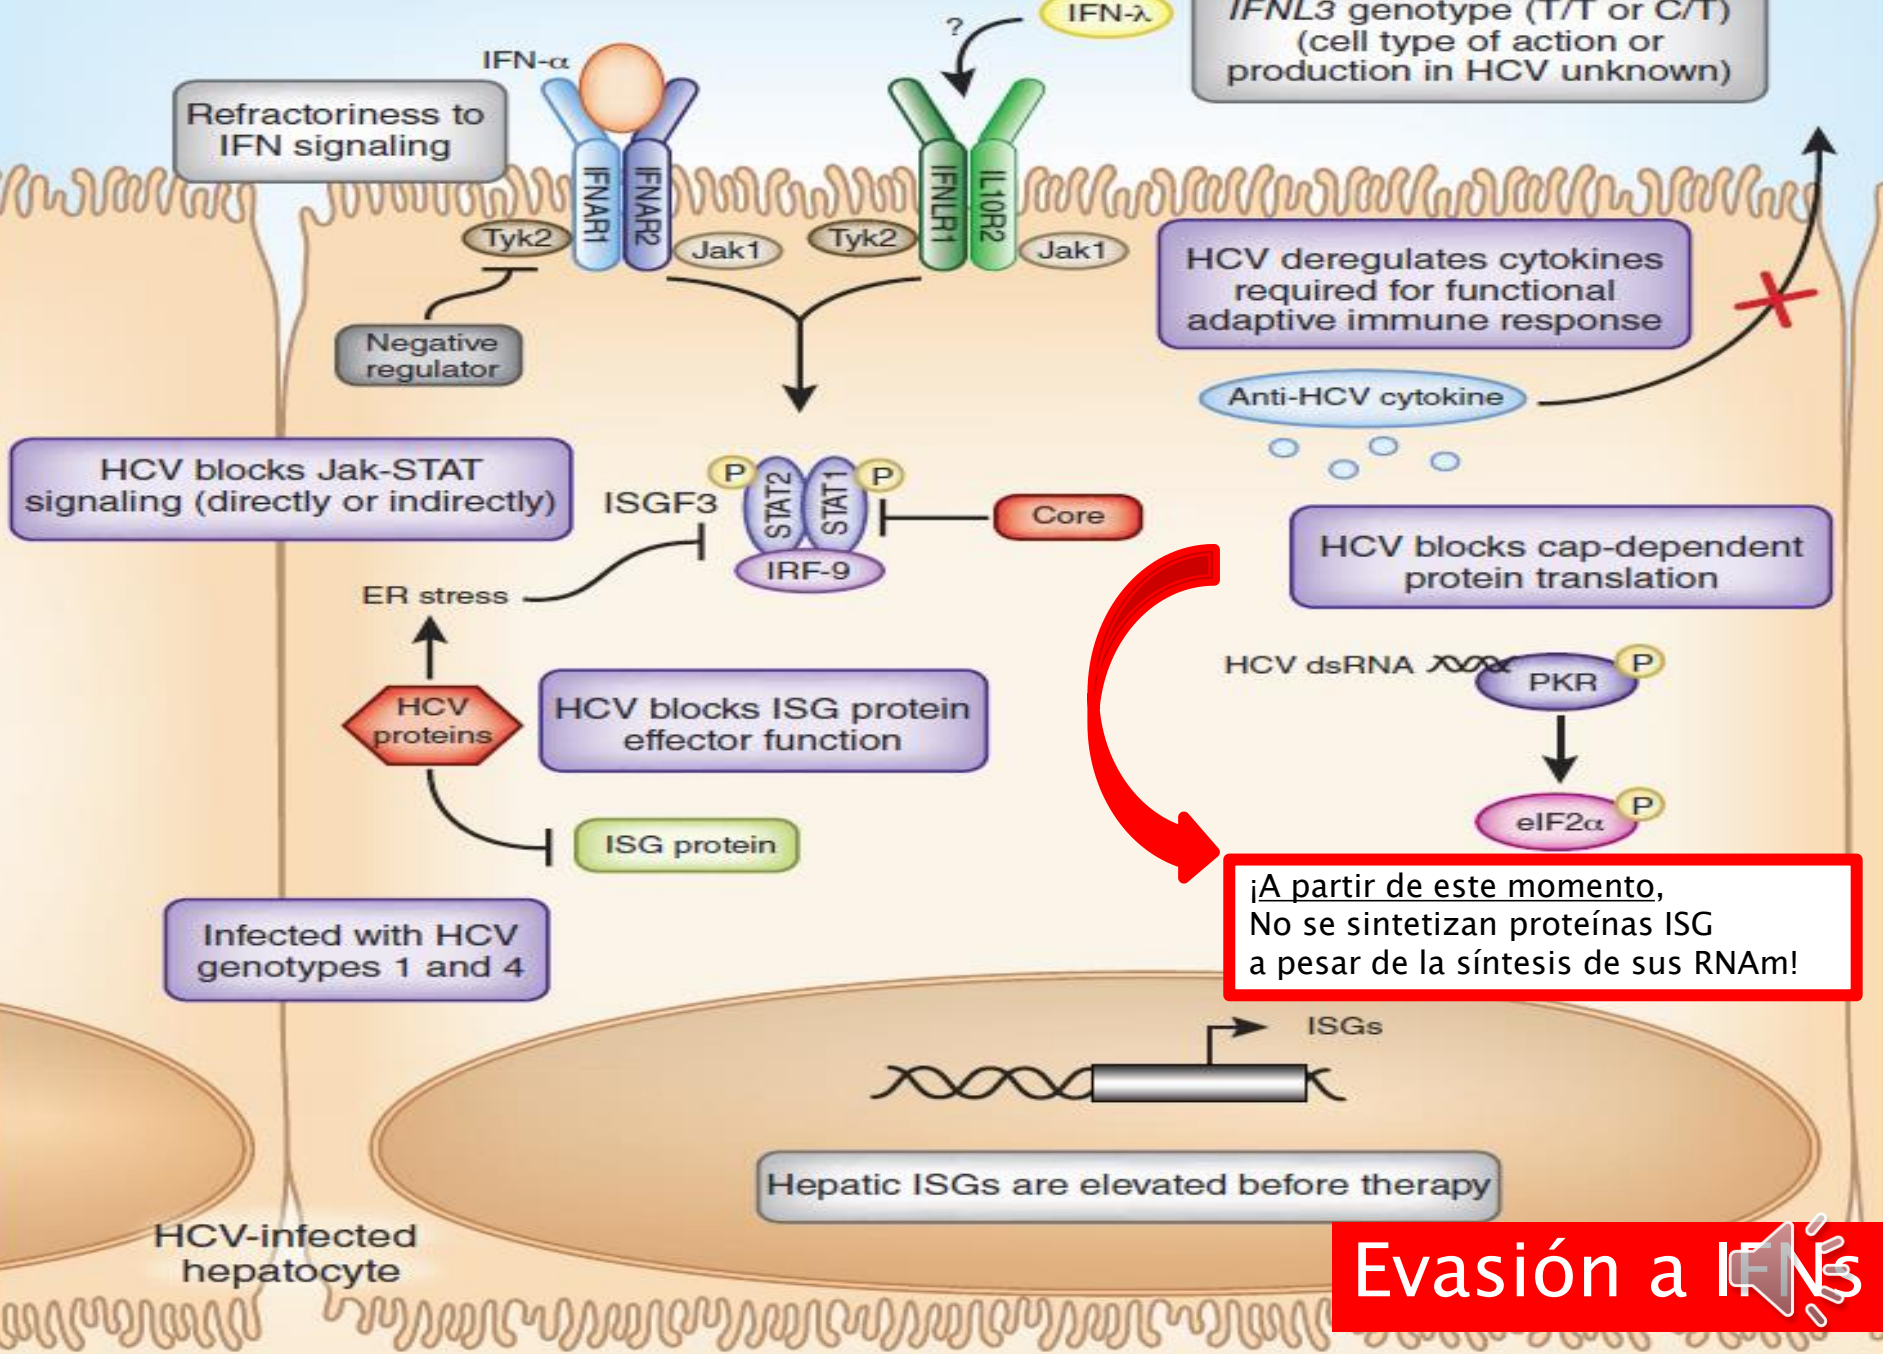 IFN-λ
IFNL3 genotype (T/T or C/T)
(cell type of action or
production in HCV unknown)
?
IFN-α
Refractoriness to
IFN signaling
IFNAR1
IFNAR2
IFNLR1
IL10R2
Tyk2
Jak1
Tyk2
Jak1
HCV deregulates cytokines
required for functional
adaptive immune response
Negative
regulator
Anti-HCV cytokine
HCV blocks Jak-STAT
signaling (directly or indirectly)
ISGF3
P
STAT2
STAT1
P
IRF-9
Core
HCV blocks cap-dependent
protein translation
ER stress
HCV dsRNA
PKR
P
HCV
proteins
HCV blocks ISG protein
effector function
eIF2α
P
ISG protein
¡A partir de este momento,
No se sintetizan proteínas ISG
a pesar de la síntesis de sus RNAm!
Infected with HCV
genotypes 1 and 4
ISGs
Hepatic ISGs are elevated before therapy
HCV-infected
hepatocyte
Evasión a IFNs